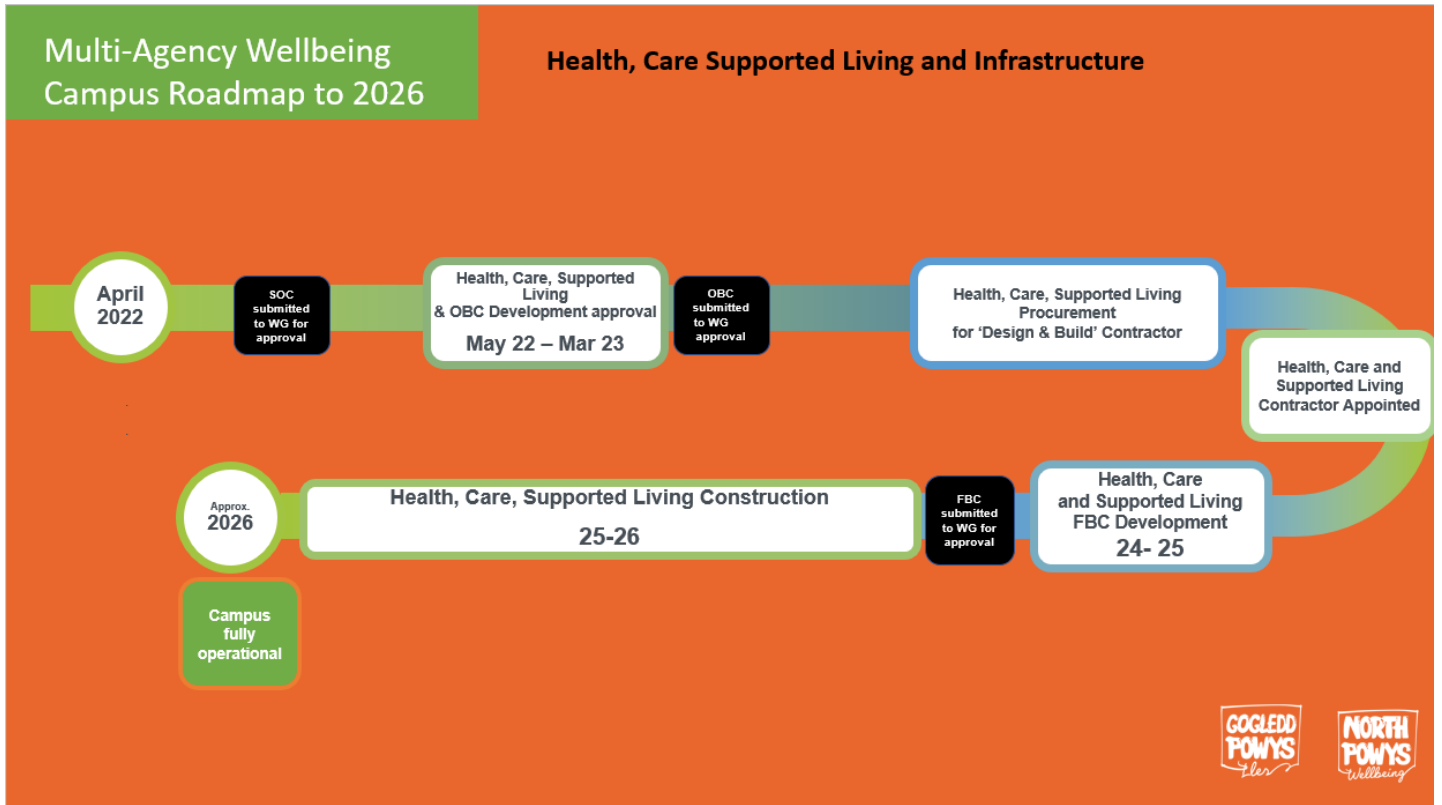 Multi-Agency Wellbeing
Campus Roadmap to 2026
Health, Care Supported Living and Infrastructure
April
2022
SOC
submitted
to WG for
approval
Health, Care, Supported
Living
& OBC Development approval
May 22 – Mar 23
OBC
submitted
to WG
approval
Health, Care, Supported Living
Procurement
for ‘Design & Build’ Contractor
Health, Care and
Supported Living
Contractor Appointed
Health, Care
and Supported Living
FBC Development
24- 25
FBC
submitted
to WG for
approval
Health, Care, Supported Living Construction
25-26
Approx.
2026
Campus
fully
operational
GOGLEDD
POWYS
Lles
NORTH
POWYS
Wellbeing